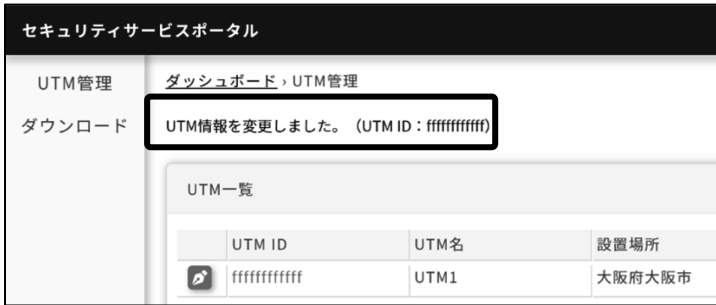 セキュリティサービスポータル
UTM管理
ダッシュボード › UTM管理
ダウンロード
UTM情報を変更しました。（UTM ID：ffffffffffff）
UTM一覧
UTM ID UTM名 設置場所
ffffffffffff UTM1 大阪府大阪市